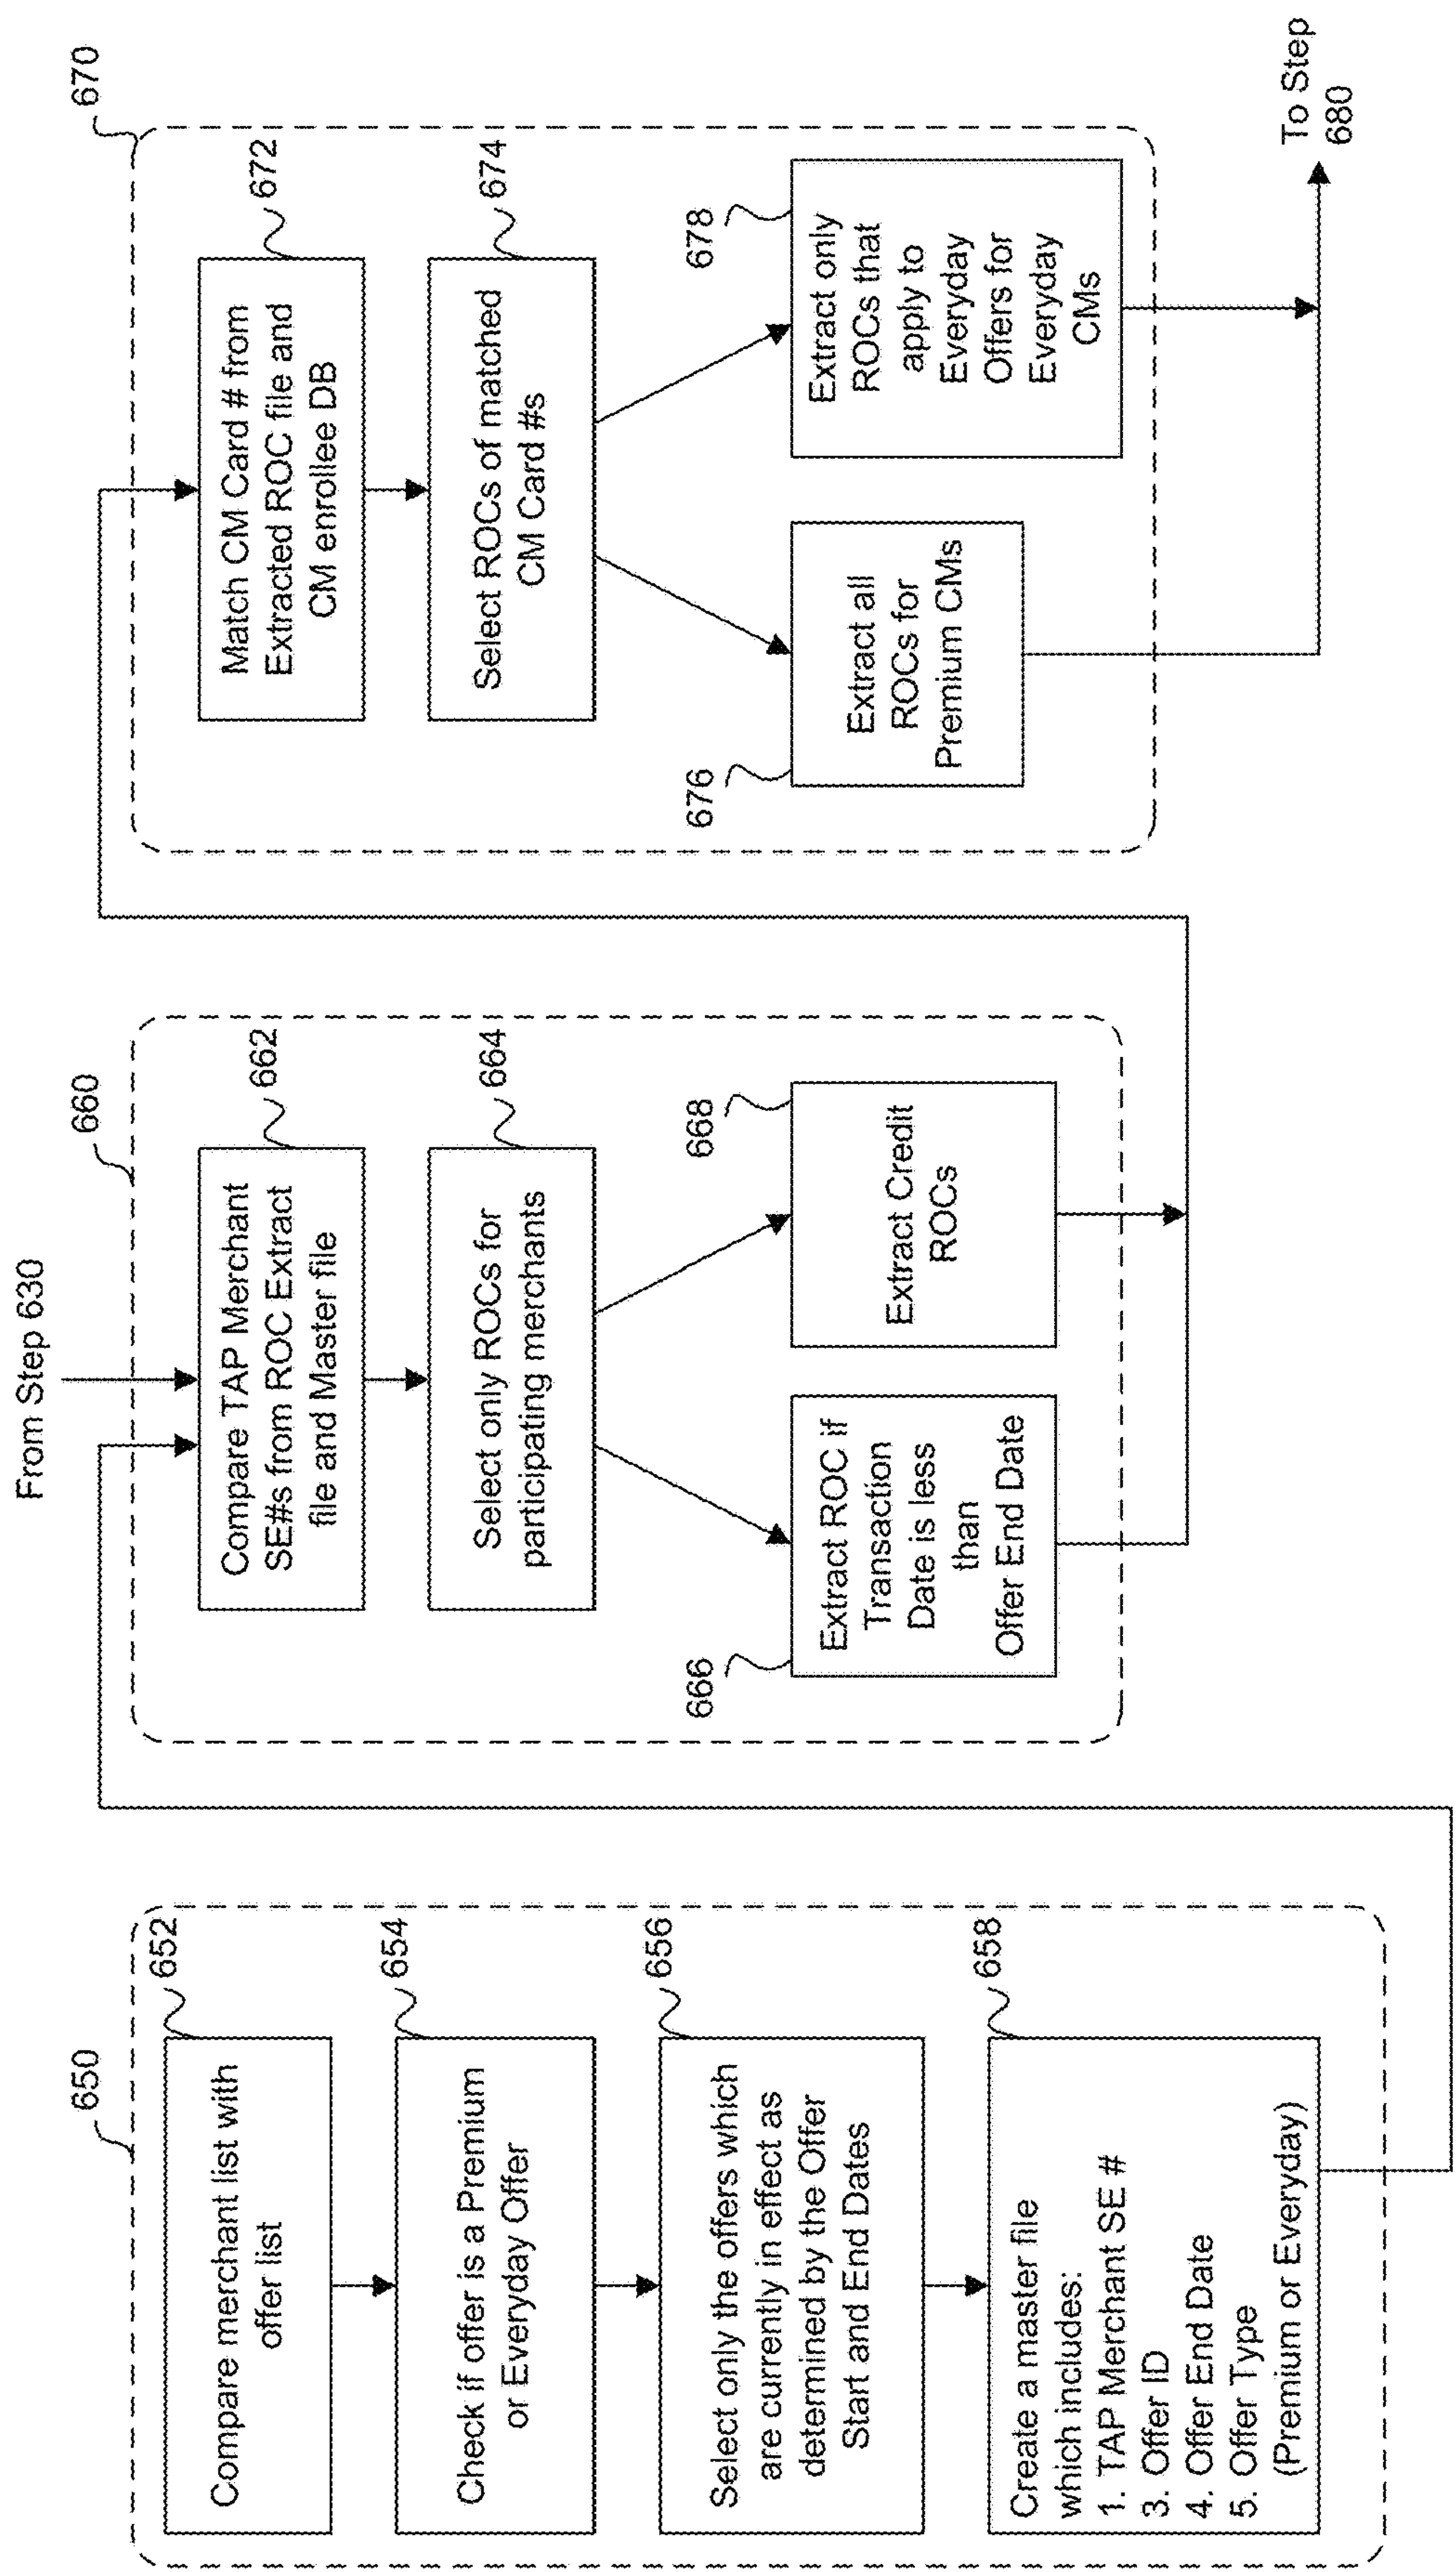 650
652
Compare merchant list with
offer list
654
Check if offer is a Premium
or Everyday Offer
656
Select only the offers which
are currently in effect as
determined by the Offer
Start and End Dates
658
Create a master file
which includes:
1. TAP Merchant SE #
3. Offer ID
4. Offer End Date
5. Offer Type
(Premium or Everyday)
From Step 630
660
662
Compare TAP Merchant
SE#s from ROC Extract
file and Master file
664
Select only ROCs for
participating merchants
666
Extract ROC if
Transaction
Date is less
than
Offer End Date
668
Extract Credit
ROCs
670
672
Match CM Card # from
Extracted ROC file and
CM enrollee DB
674
Select ROCs of matched
CM Card #s
676
Extract all
ROCs for
Premium CMs
678
Extract only
ROCs that
apply to
Everyday
Offers for
Everyday
CMs
To Step
680